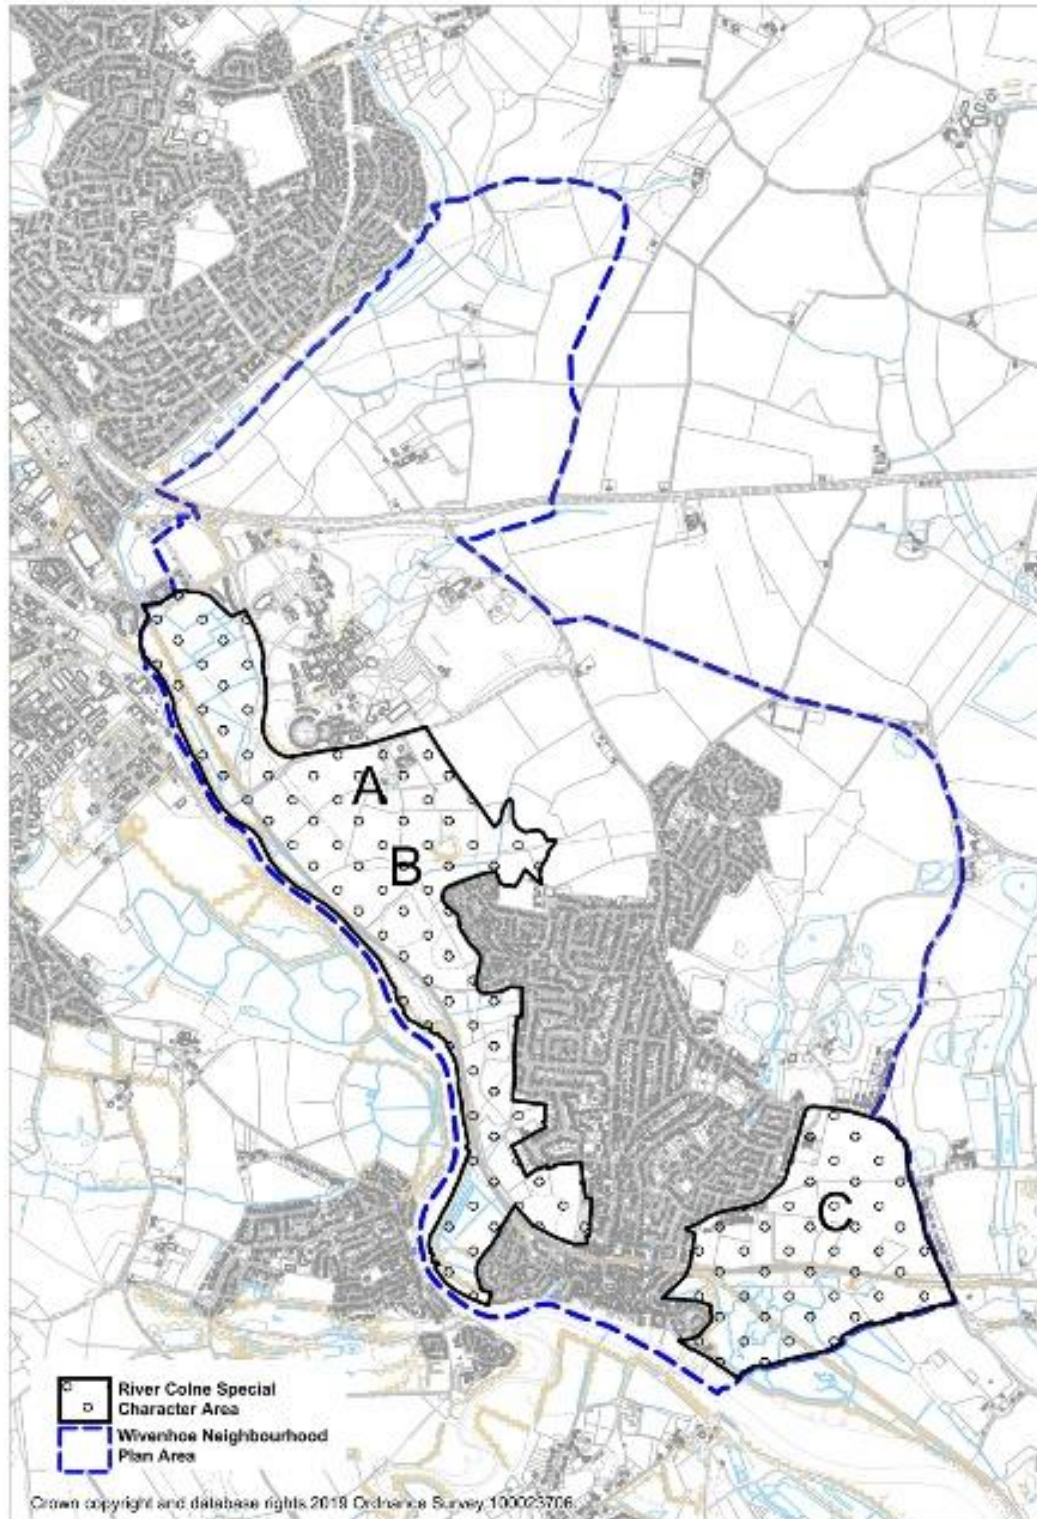 A
B
C
River Colne Special
Character Area
Wivenhoe Neighbourhood
Plan Area
Crown copyright and database rights 2019 Ordnance Survey 100023706.